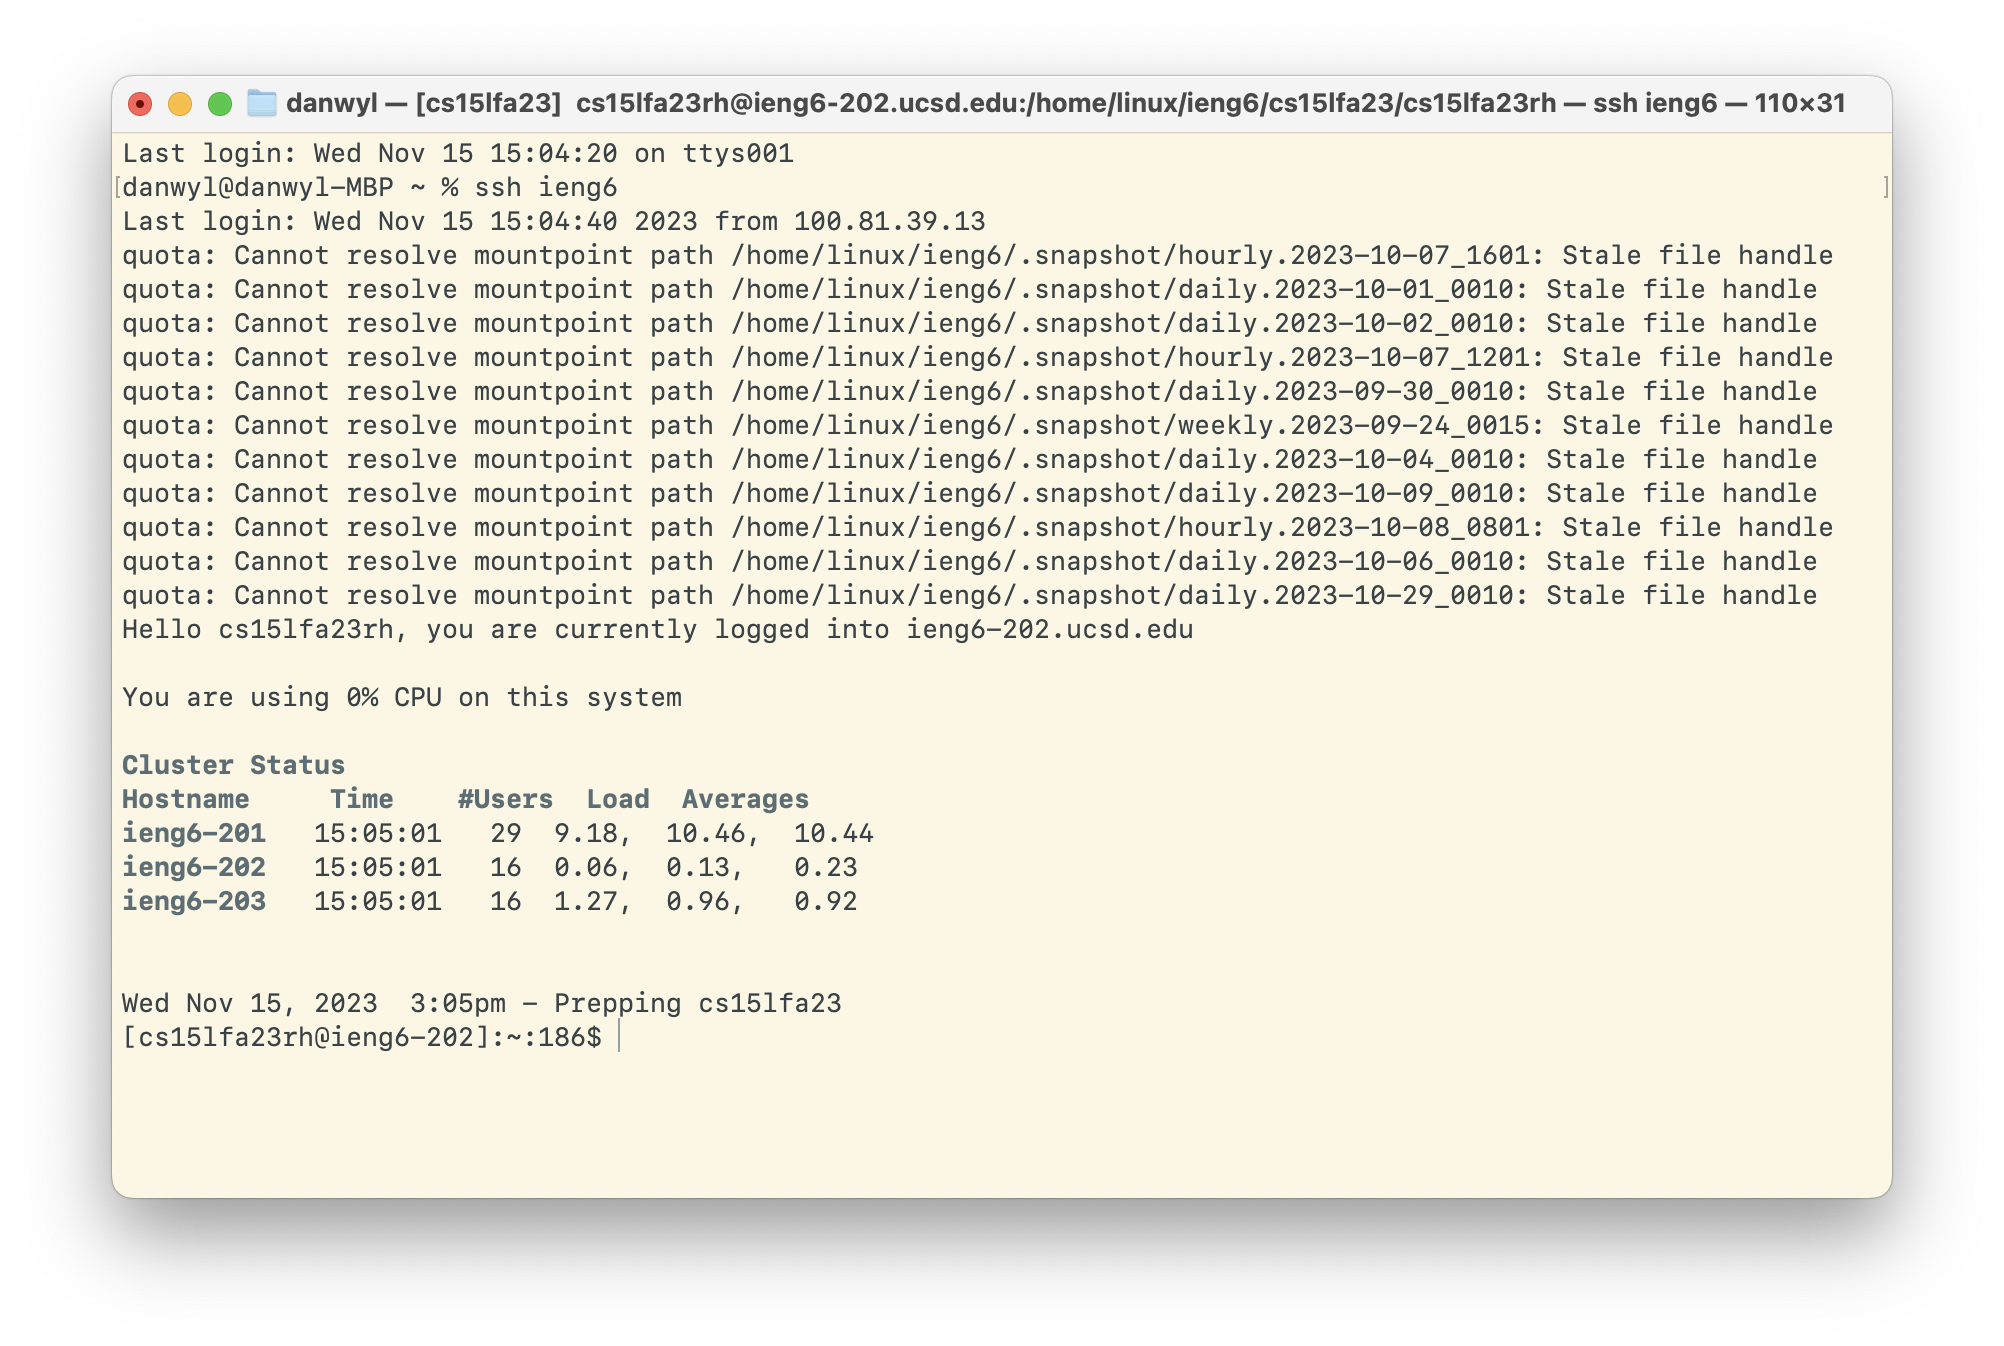 danwyl — [cs15lfa23]  cs15lfa23rh@ieng6-202.ucsd.edu:/home/linux/ieng6/cs15lfa23/cs15lfa23rh — ssh ieng6 — 110×31
Last login: Wed Nov 15 15:04:20 on ttys001
[danwyl@danwyl-MBP ~ % ssh ieng6 ]
Last login: Wed Nov 15 15:04:40 2023 from 100.81.39.13
quota: Cannot resolve mountpoint path /home/linux/ieng6/.snapshot/hourly.2023-10-07_1601: Stale file handle
quota: Cannot resolve mountpoint path /home/linux/ieng6/.snapshot/daily.2023-10-01_0010: Stale file handle
quota: Cannot resolve mountpoint path /home/linux/ieng6/.snapshot/daily.2023-10-02_0010: Stale file handle
quota: Cannot resolve mountpoint path /home/linux/ieng6/.snapshot/hourly.2023-10-07_1201: Stale file handle
quota: Cannot resolve mountpoint path /home/linux/ieng6/.snapshot/daily.2023-09-30_0010: Stale file handle
quota: Cannot resolve mountpoint path /home/linux/ieng6/.snapshot/weekly.2023-09-24_0015: Stale file handle
quota: Cannot resolve mountpoint path /home/linux/ieng6/.snapshot/daily.2023-10-04_0010: Stale file handle
quota: Cannot resolve mountpoint path /home/linux/ieng6/.snapshot/daily.2023-10-09_0010: Stale file handle
quota: Cannot resolve mountpoint path /home/linux/ieng6/.snapshot/hourly.2023-10-08_0801: Stale file handle
quota: Cannot resolve mountpoint path /home/linux/ieng6/.snapshot/daily.2023-10-06_0010: Stale file handle
quota: Cannot resolve mountpoint path /home/linux/ieng6/.snapshot/daily.2023-10-29_0010: Stale file handle
Hello cs15lfa23rh, you are currently logged into ieng6-202.ucsd.edu
You are using 0% CPU on this system
Cluster Status
Hostname     Time    #Users  Load  Averages
ieng6-201   15:05:01   29  9.18,  10.46,  10.44
ieng6-202   15:05:01   16  0.06,  0.13,   0.23
ieng6-203   15:05:01   16  1.27,  0.96,   0.92
Wed Nov 15, 2023  3:05pm - Prepping cs15lfa23
[cs15lfa23rh@ieng6-202]:~:186$